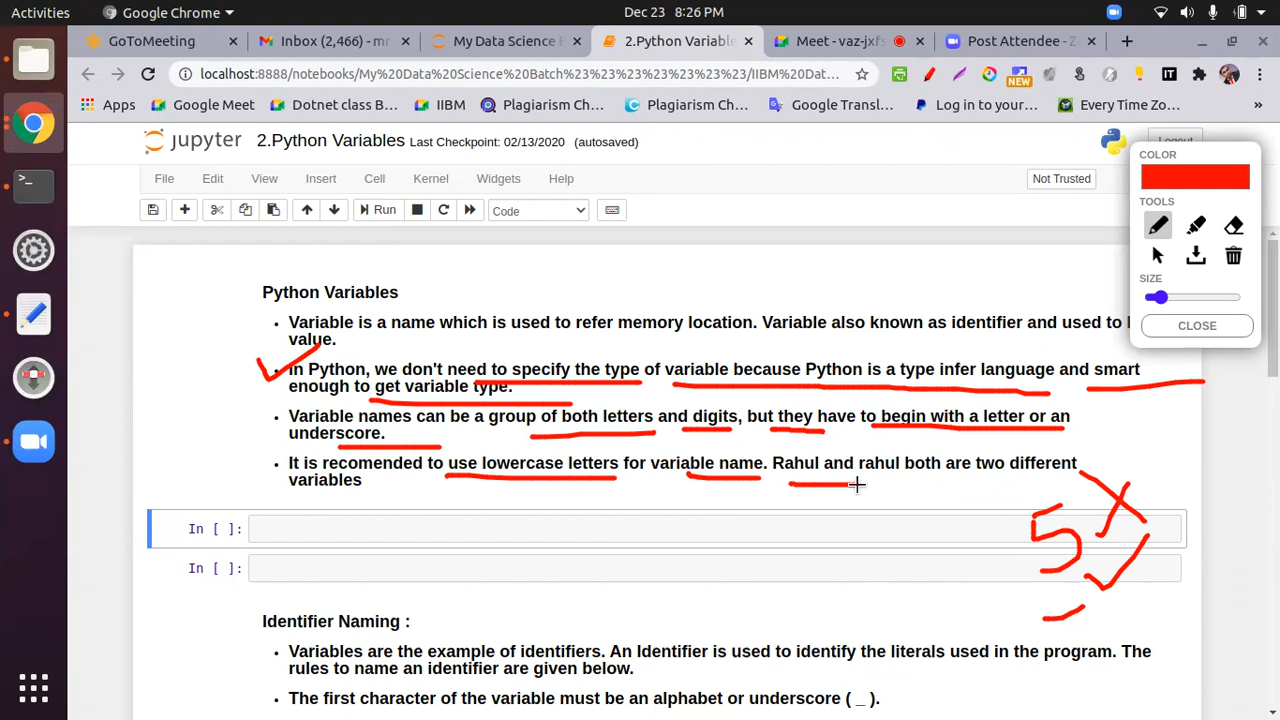 Activities Google Chrome Dec 23 8:26 PM
GoToMeeting Inbox (2,466) - mr My Data Science B 2.Python Variable Meet - vaz-jxfs Post Attendee - Z
localhost:8888/notebooks/My%20Data%20Science%20Batch%23%23%23%23%23%23/IIBM%20Dat... NEW IT
Apps Google Meet Dotnet class B... IIBM Plagiarism Ch... Plagiarism Ch... Google Transl... Log in to your... Every Time Zo... »
jupyter 2.Python Variables Last Checkpoint: 02/13/2020 (autosaved) Logout
File Edit View Insert Cell Kernel Widgets Help Not Trusted
Run Code
COLOR
TOOLS
SIZE
CLOSE
Python Variables
• Variable is a name which is used to refer memory location. Variable also known as identifier and used to
value.
• In Python, we don't need to specify the type of variable because Python is a type infer language and smart
enough to get variable type.
• Variable names can be a group of both letters and digits, but they have to begin with a letter or an
underscore.
• It is recomended to use lowercase letters for variable name. Rahul and rahul both are two different
variables
In [ ]:
5
In [ ]:
Identifier Naming :
• Variables are the example of identifiers. An Identifier is used to identify the literals used in the program. The
rules to name an identifier are given below.
• The first character of the variable must be an alphabet or underscore ( _ ).